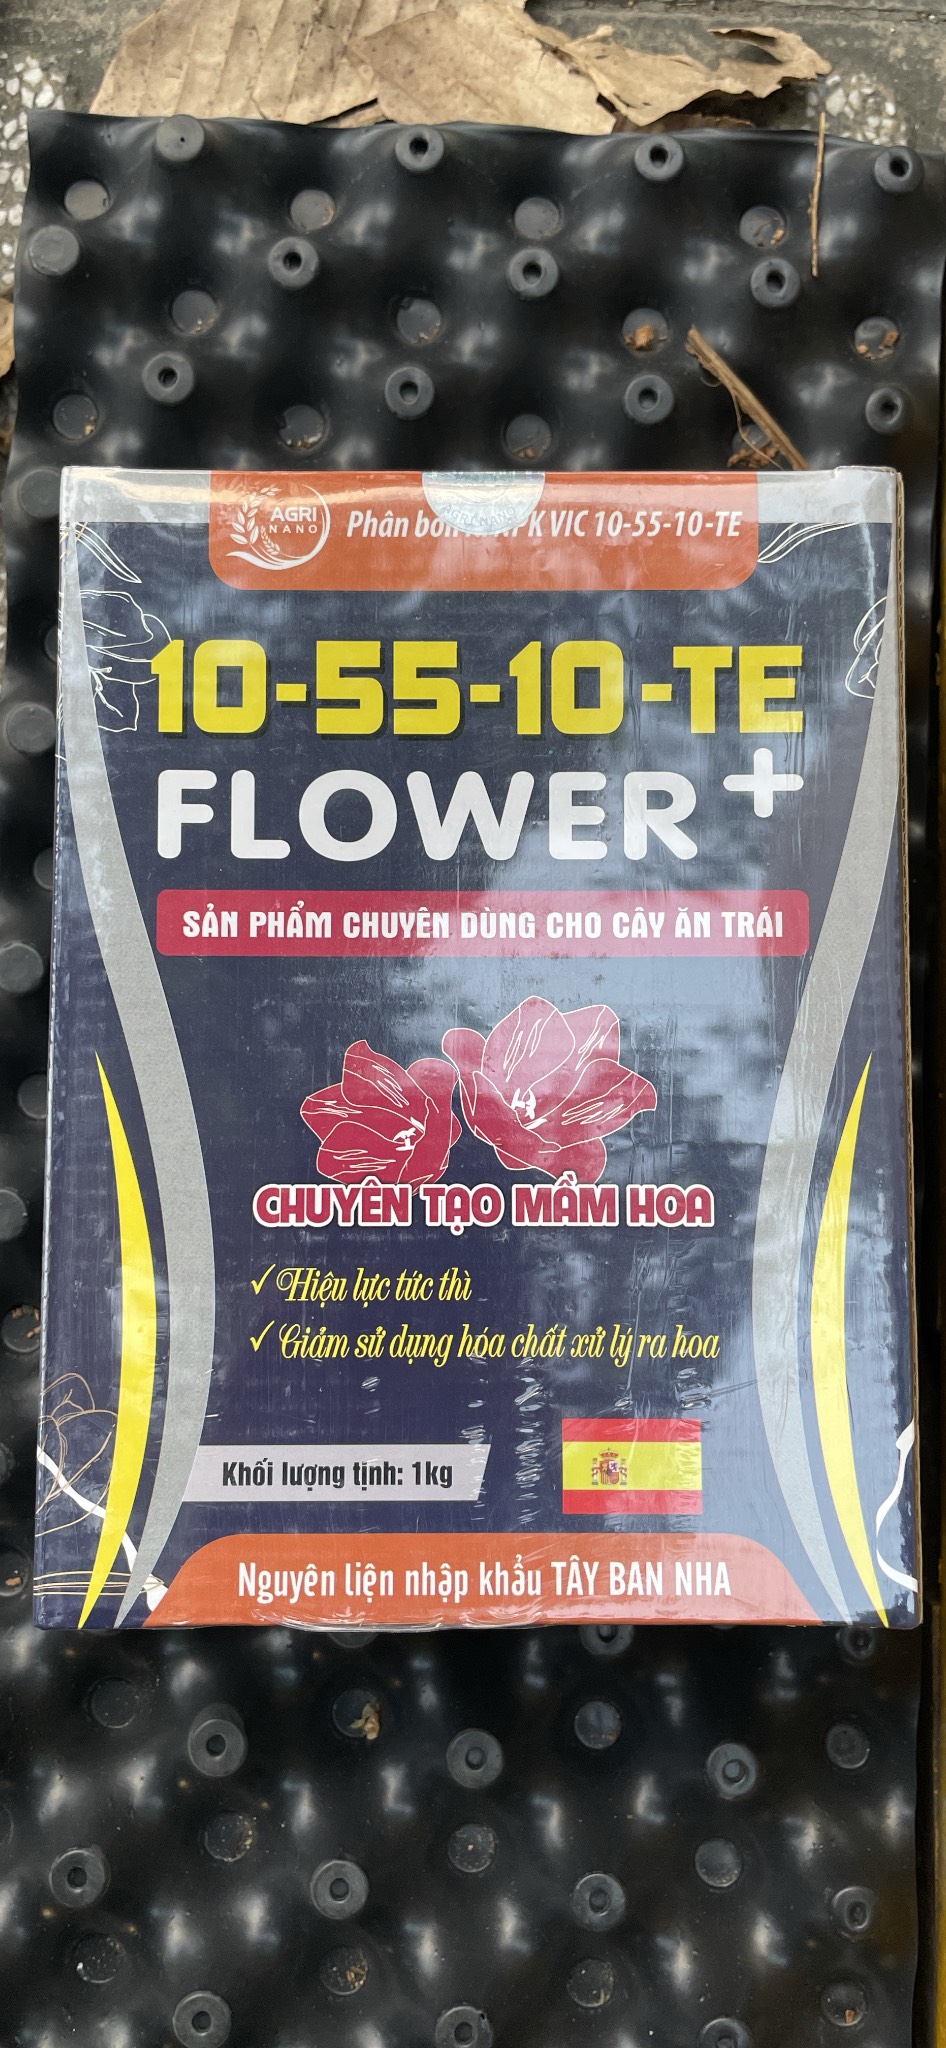 AGRI
NANO
Phân bón NPK VIC 10-55-10-TE
10-55-10-TE
FLOWER+
SẢN PHẨM CHUYÊN DÙNG CHO CÂY ĂN TRÁI
CHUYÊN TẠO MẦM HOA
✓ Hiệu lực tức thì
✓ Giảm sử dụng hóa chất xử lý ra hoa
Khối lượng tịnh: 1kg
Nguyên liện nhập khẩu TÂY BAN NHA